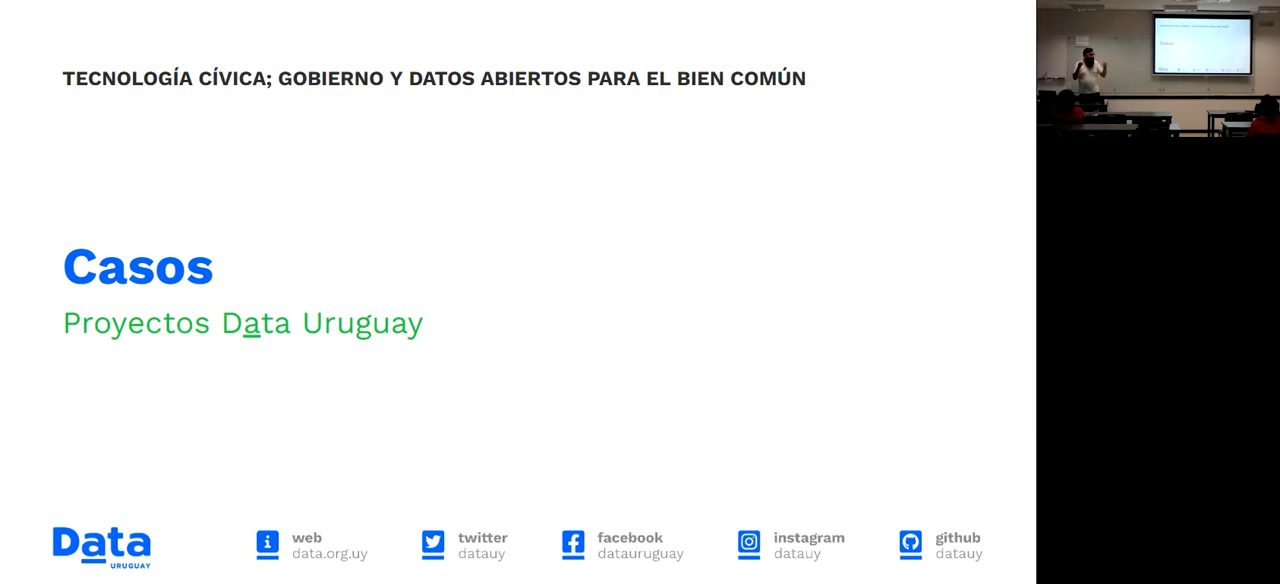 TECNOLOGÍA CÍVICA; GOBIERNO Y DATOS ABIERTOS PARA EL BIEN COMÚN
Casos
Proyectos Data Uruguay
Data
URUGUAY
web
data.org.uy
twitter
datauy
facebook
datauruguay
instagram
datauy
github
datauy